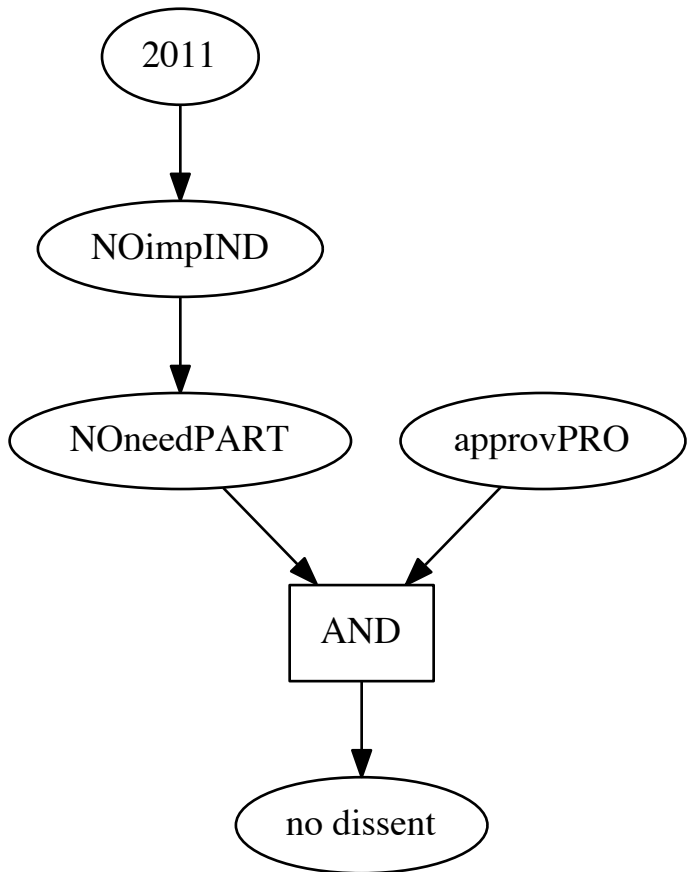 2011
NOimpIND
NOneedPART
approvPRO
AND
no dissent